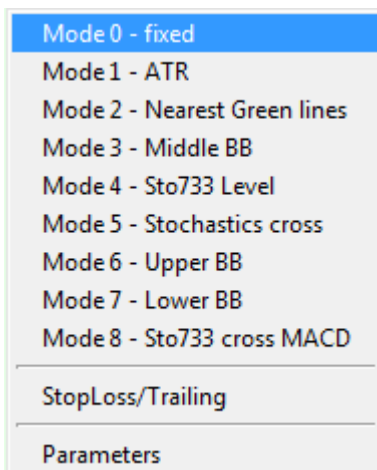 Mode 0 - fixed
Mode 1 - ATR
Mode 2 - Nearest Green lines
Mode 3 - Middle BB
Mode 4 - Sto733 Level
Mode 5 - Stochastics cross
Mode 6 - Upper BB
Mode 7 - Lower BB
Mode 8 - Sto733 cross MACD
StopLoss/Trailing
Parameters